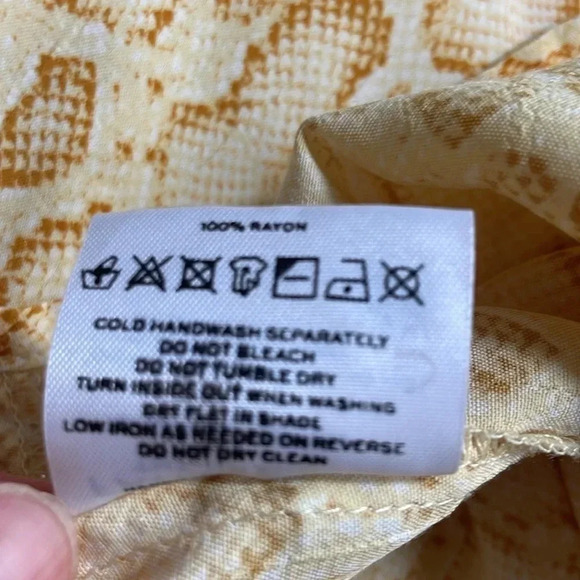 100% RAYON
COLD HANDWASH SEPARATELY
DO NOT BLEACH
DO NOT TUMBLE DRY
TURN INSIDE OUT WHEN WASHING
DRY FLAT IN SHADE
LOW IRON AS NEEDED ON REVERSE
DO NOT DRY CLEAN